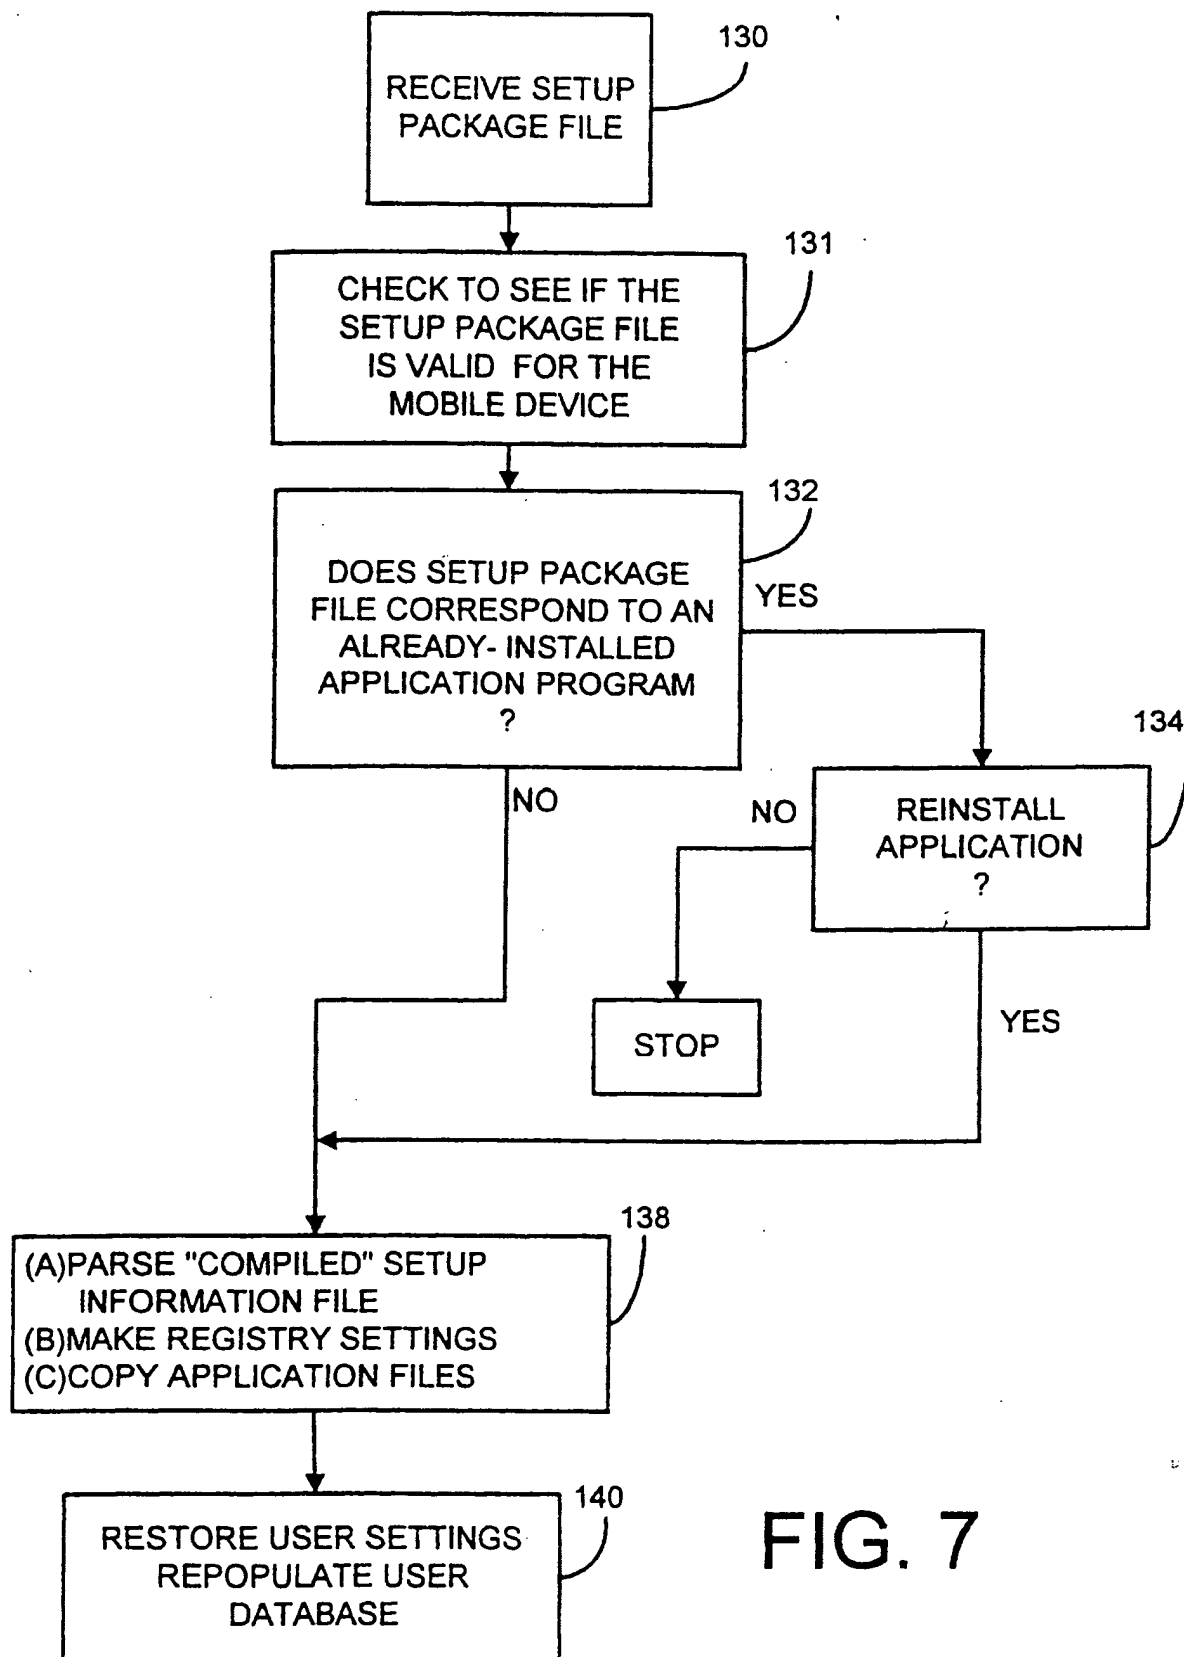 130
RECEIVE SETUP
PACKAGE FILE
131
CHECK TO SEE IF THE
SETUP PACKAGE FILE
IS VALID FOR THE
MOBILE DEVICE
132
DOES SETUP PACKAGE
FILE CORRESPOND TO AN
ALREADY- INSTALLED
APPLICATION PROGRAM
?
YES
NO
134
REINSTALL
APPLICATION
?
NO
YES
STOP
138
(A)PARSE "COMPILED" SETUP
INFORMATION FILE
(B)MAKE REGISTRY SETTINGS
(C)COPY APPLICATION FILES
140
RESTORE USER SETTINGS
REPOPULATE USER
DATABASE
FIG. 7